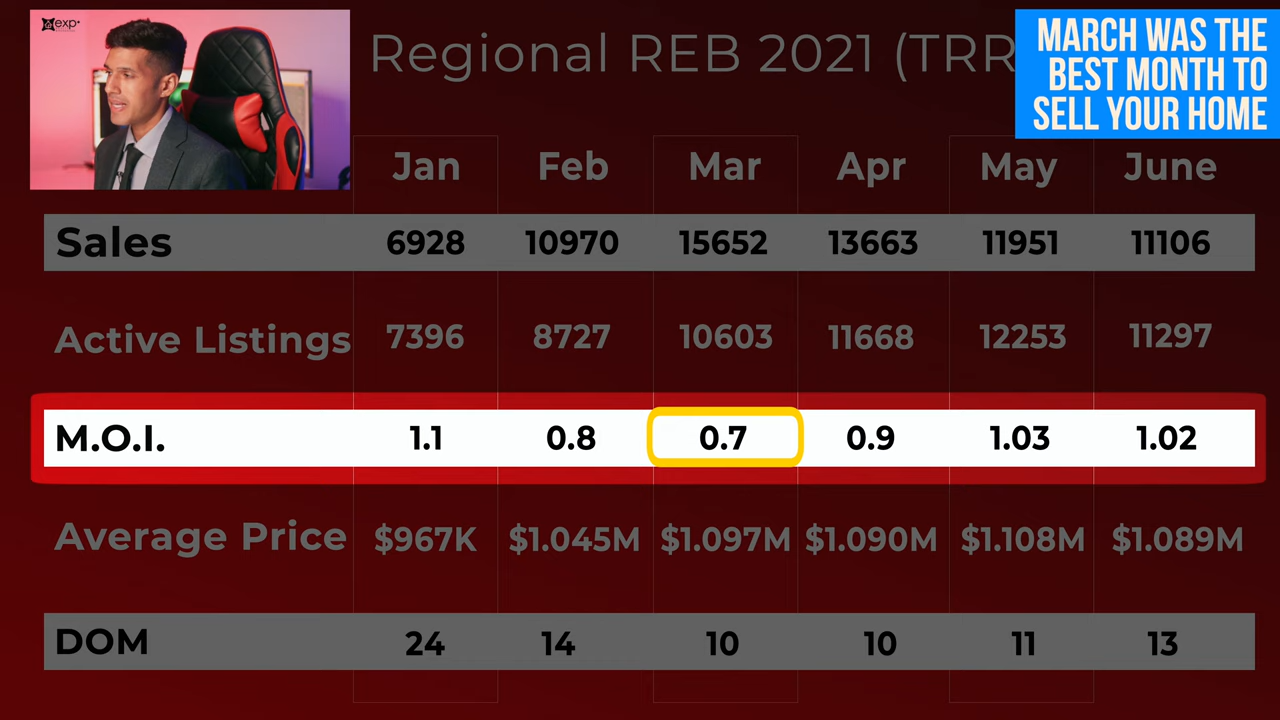 exp
Regional REB 2021 (TRR
MARCH WAS THE
BEST MONTH TO
SELL YOUR HOME
Jan Feb Mar Apr May June
Sales 6928 10970 15652 13663 11951 11106
Active Listings 7396 8727 10603 11668 12253 11297
M.O.I. 1.1 0.8 0.7 0.9 1.03 1.02
Average Price $967K $1.045M $1.097M $1.090M $1.108M $1.089M
DOM 24 14 10 10 11 13